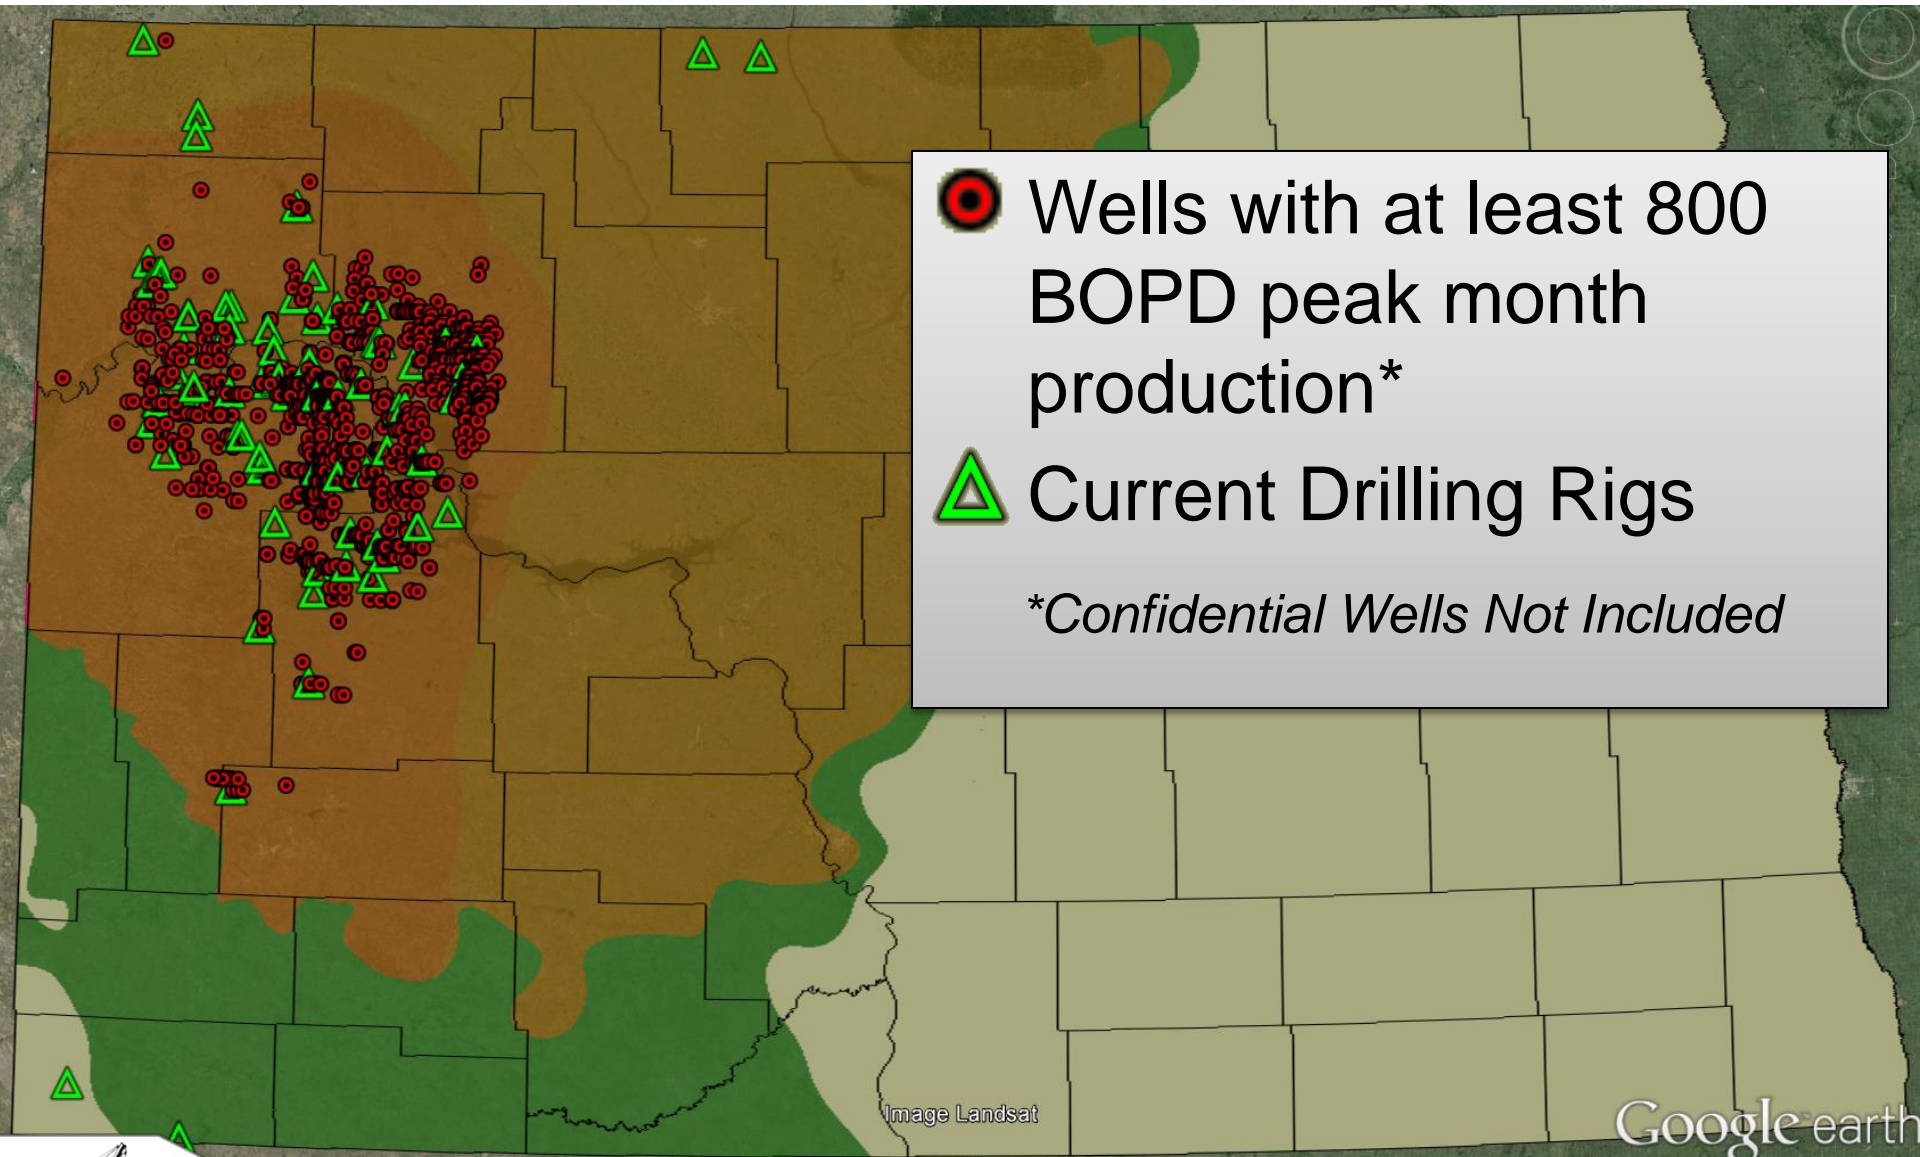 Wells with at least 800
BOPD peak month
production*
Current Drilling Rigs
*Confidential Wells Not Included
Image Landsat
Google earth